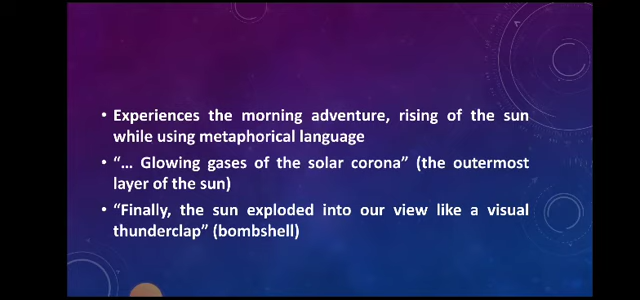 • Experiences the morning adventure, rising of the sun
while using metaphorical language
• “... Glowing gases of the solar corona” (the outermost
layer of the sun)
• “Finally, the sun exploded into our view like a visual
thunderclap” (bombshell)